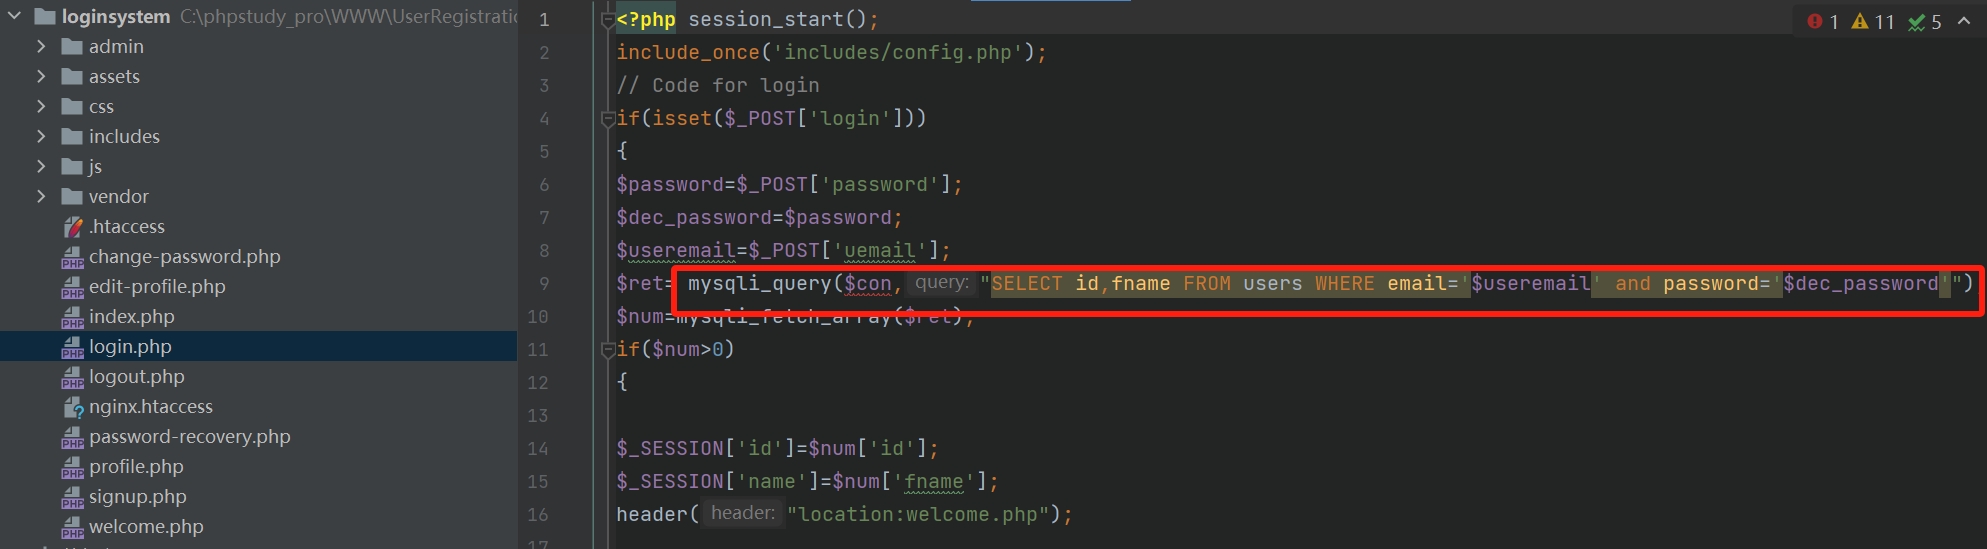 loginsystem C:\phpstudy_pro\WWW\UserRegistratio
admin
assets
css
includes
js
vendor
.htaccess
change-password.php
edit-profile.php
index.php
login.php
logout.php
nginx.htaccess
password-recovery.php
profile.php
signup.php
welcome.php
1 <?php session_start();
2 include_once('includes/config.php');
3 // Code for login
4 if(isset($_POST['login']))
5 {
6 $password=$_POST['password'];
7 $dec_password=$password;
8 $useremail=$_POST['uemail'];
9 $ret= mysqli_query($con, query: "SELECT id,fname FROM users WHERE email='$useremail' and password='$dec_password'")
10 $num=mysqli_fetch_array($ret);
11 if($num>0)
12 {
13
14 $_SESSION['id']=$num['id'];
15 $_SESSION['name']=$num['fname'];
16 header( header: "location:welcome.php");
17
1 11 5